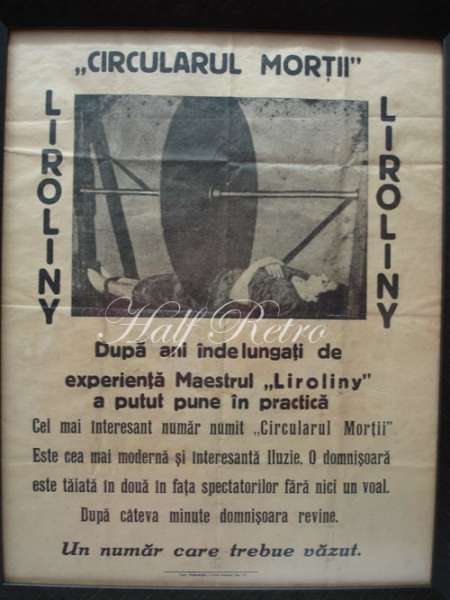 „CIRCULARUL MORȚII”
LIROLINY
LIROLINY
Half Retro
După ani îndelungați de
experiență Maestrul „Liroliny”
a putut pune în practică
Cel mai interesant număr numit „Circularul Morții”
Este cea mai modernă și interesantă Iluzie. O domnișoară
este tăiată în două în fața spectatorilor fără nici un voal.
După câteva minute domnișoara revine.
Un număr care trebue văzut.